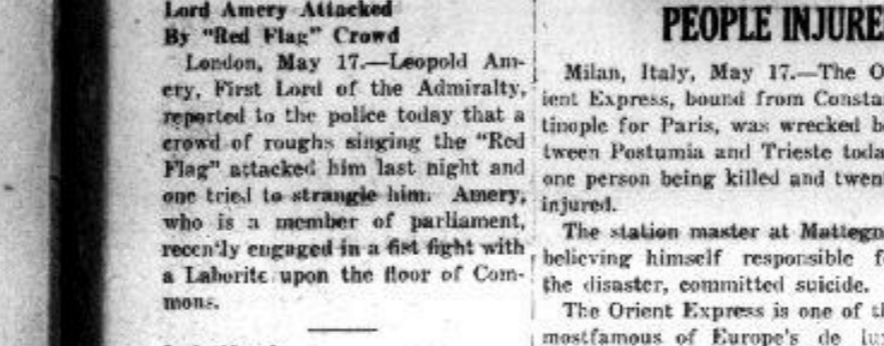 Lord Amery Attacked
By "Red Flag" Crowd
London, May 17.—Leopold Am-
ery, First Lord of the Admiralty,
reported to the police today that a
crowd of roughs singing the "Red
Flag" attacked him last night and
one tried to strangle him. Amery,
who is a member of parliament,
recently engaged in a fist fight with
a Laborite upon the floor of Com-
mons.
PEOPLE INJURE
Milan, Italy, May 17.—The O
ient Express, bound from Consta
tinople for Paris, was wrecked b
tween Postumia and Trieste toda
one person being killed and twen
injured.
The station master at Mattegn
believing himself responsible f
the disaster, committed suicide.
The Orient Express is one of th
mostfamous of Europe's de lu